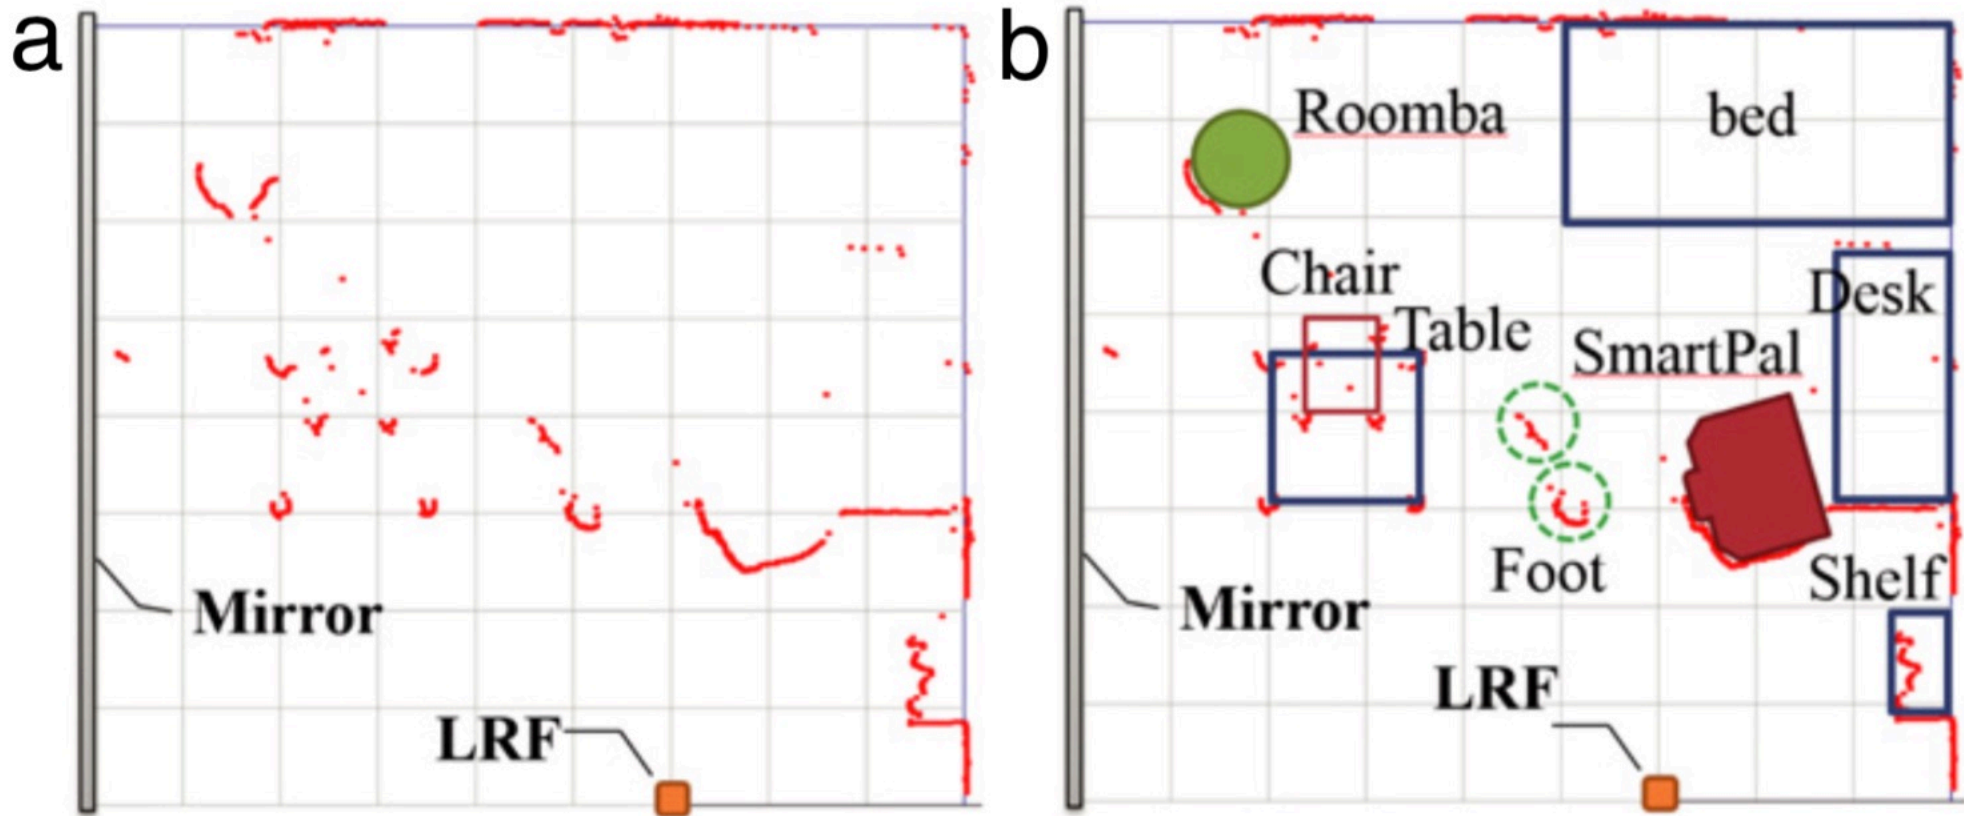 a
Mirror
LRF
b
Roomba
bed
Chair
Table
Desk
SmartPal
Foot
Shelf
Mirror
LRF